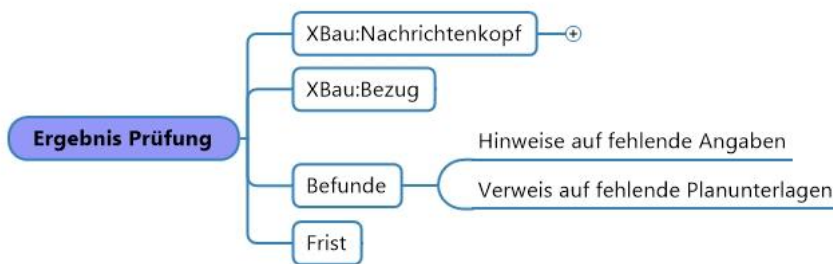 XBau:Nachrichtenkopf
XBau:Bezug
Ergebnis Prüfung
Hinweise auf fehlende Angaben
Befunde
Verweis auf fehlende Planunterlagen
Frist